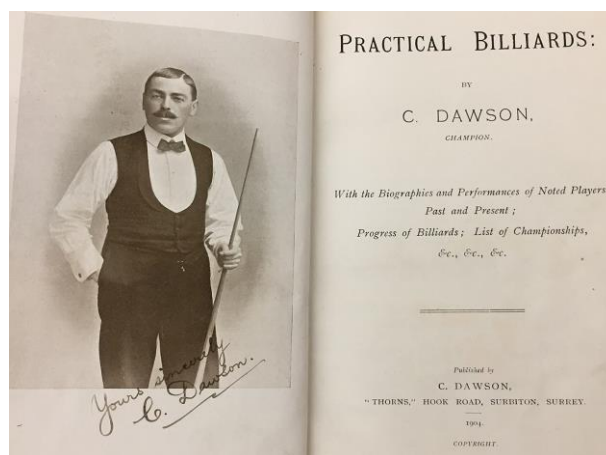 Yours sincerely
C. Dawson.
PRACTICAL BILLIARDS:
BY
C. DAWSON,
CHAMPION.
With the Biographies and Performances of Noted Players
Past and Present;
Progress of Billiards; List of Championships,
&c., &c., &c.
Published by
C. DAWSON,
"THORNS," HOOK ROAD, SURBITON, SURREY.
1904.
COPYRIGHT.